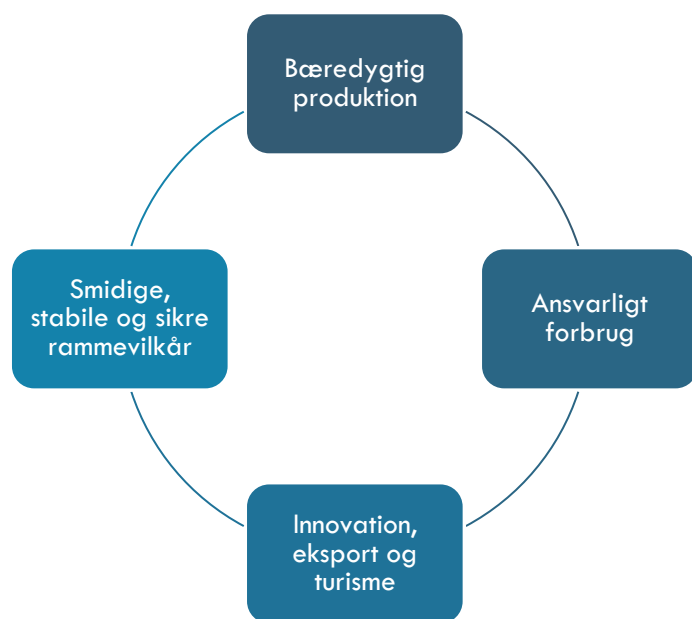 Bæredygtig
produktion
Ansvarligt
forbrug
Innovation,
eksport og
turisme
Smidige,
stabile og sikre
rammevilkår